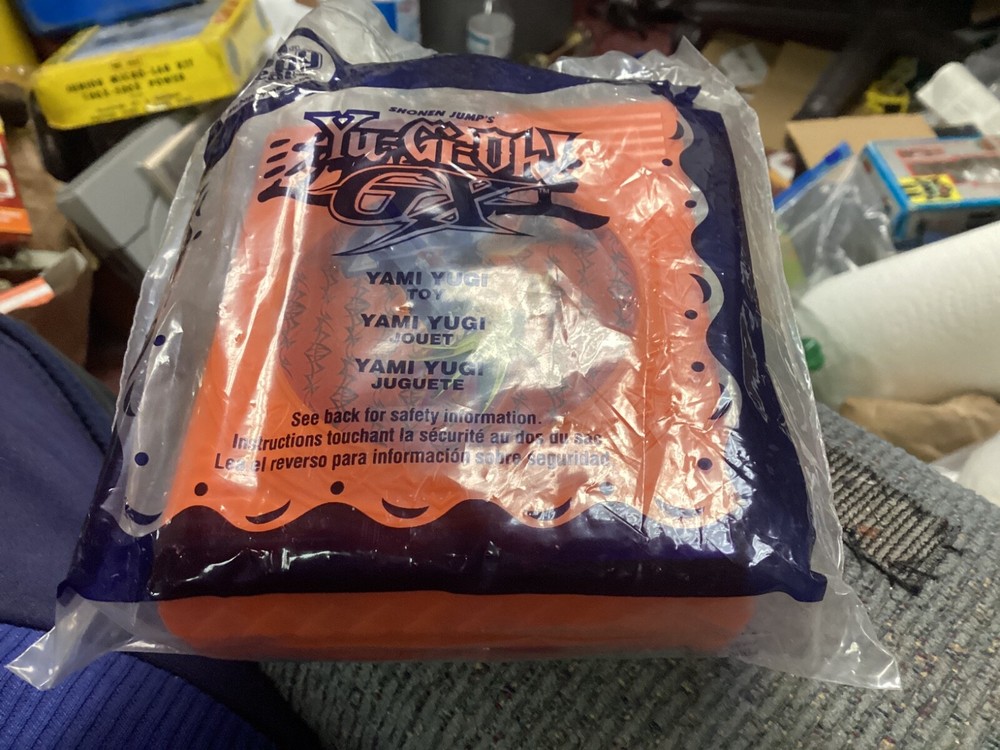 SHONEN JUMP'S
YU-GI-OH!
GX™
YAMI YUGI
TOY
YAMI YUGI
JOUET
YAMI YUGI
JUGUETE
See back for safety information.
Instructions touchant la sécurité au dos du sac.
Lea el reverso para información sobre seguridad.